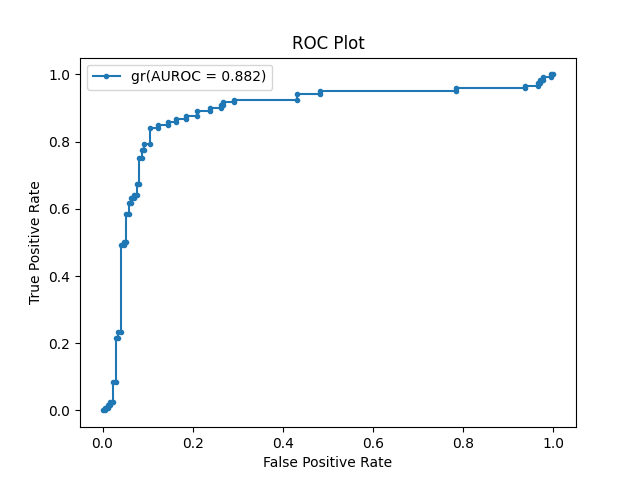 ROC Plot
gr(AUROC = 0.882)
1.0
0.8
0.6
0.4
0.2
0.0
True Positive Rate
0.0 0.2 0.4 0.6 0.8 1.0
False Positive Rate